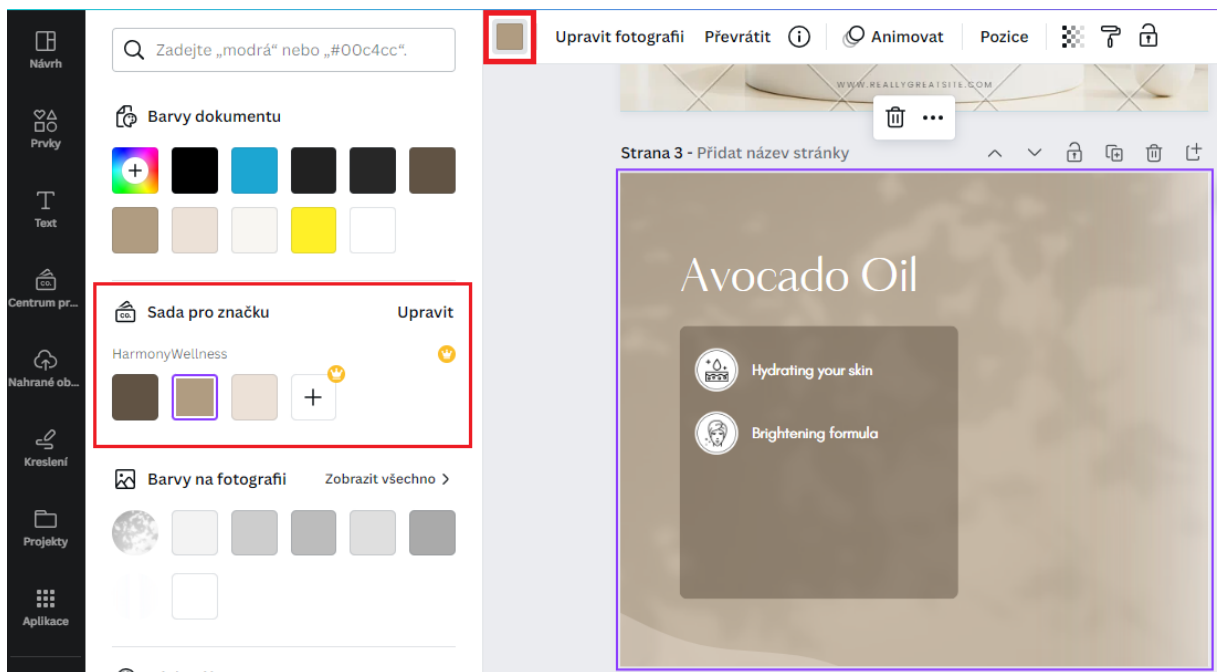 Návrh
Prvky
Text
Centrum pr...
Nahrané ob...
Kreslení
Projekty
Aplikace
Zadejte „modrá“ nebo „#00c4cc“.
Barvy dokumentu
Sada pro značku
Upravit
HarmonyWellness
Barvy na fotografii
Zobrazit všechno
Upravit fotografii
Převrátit
Animovat
Pozice
WWW.REALLYGREATSITE.COM
Strana 3 - Přidat název stránky
Avocado Oil
Hydrating your skin
Brightening formula